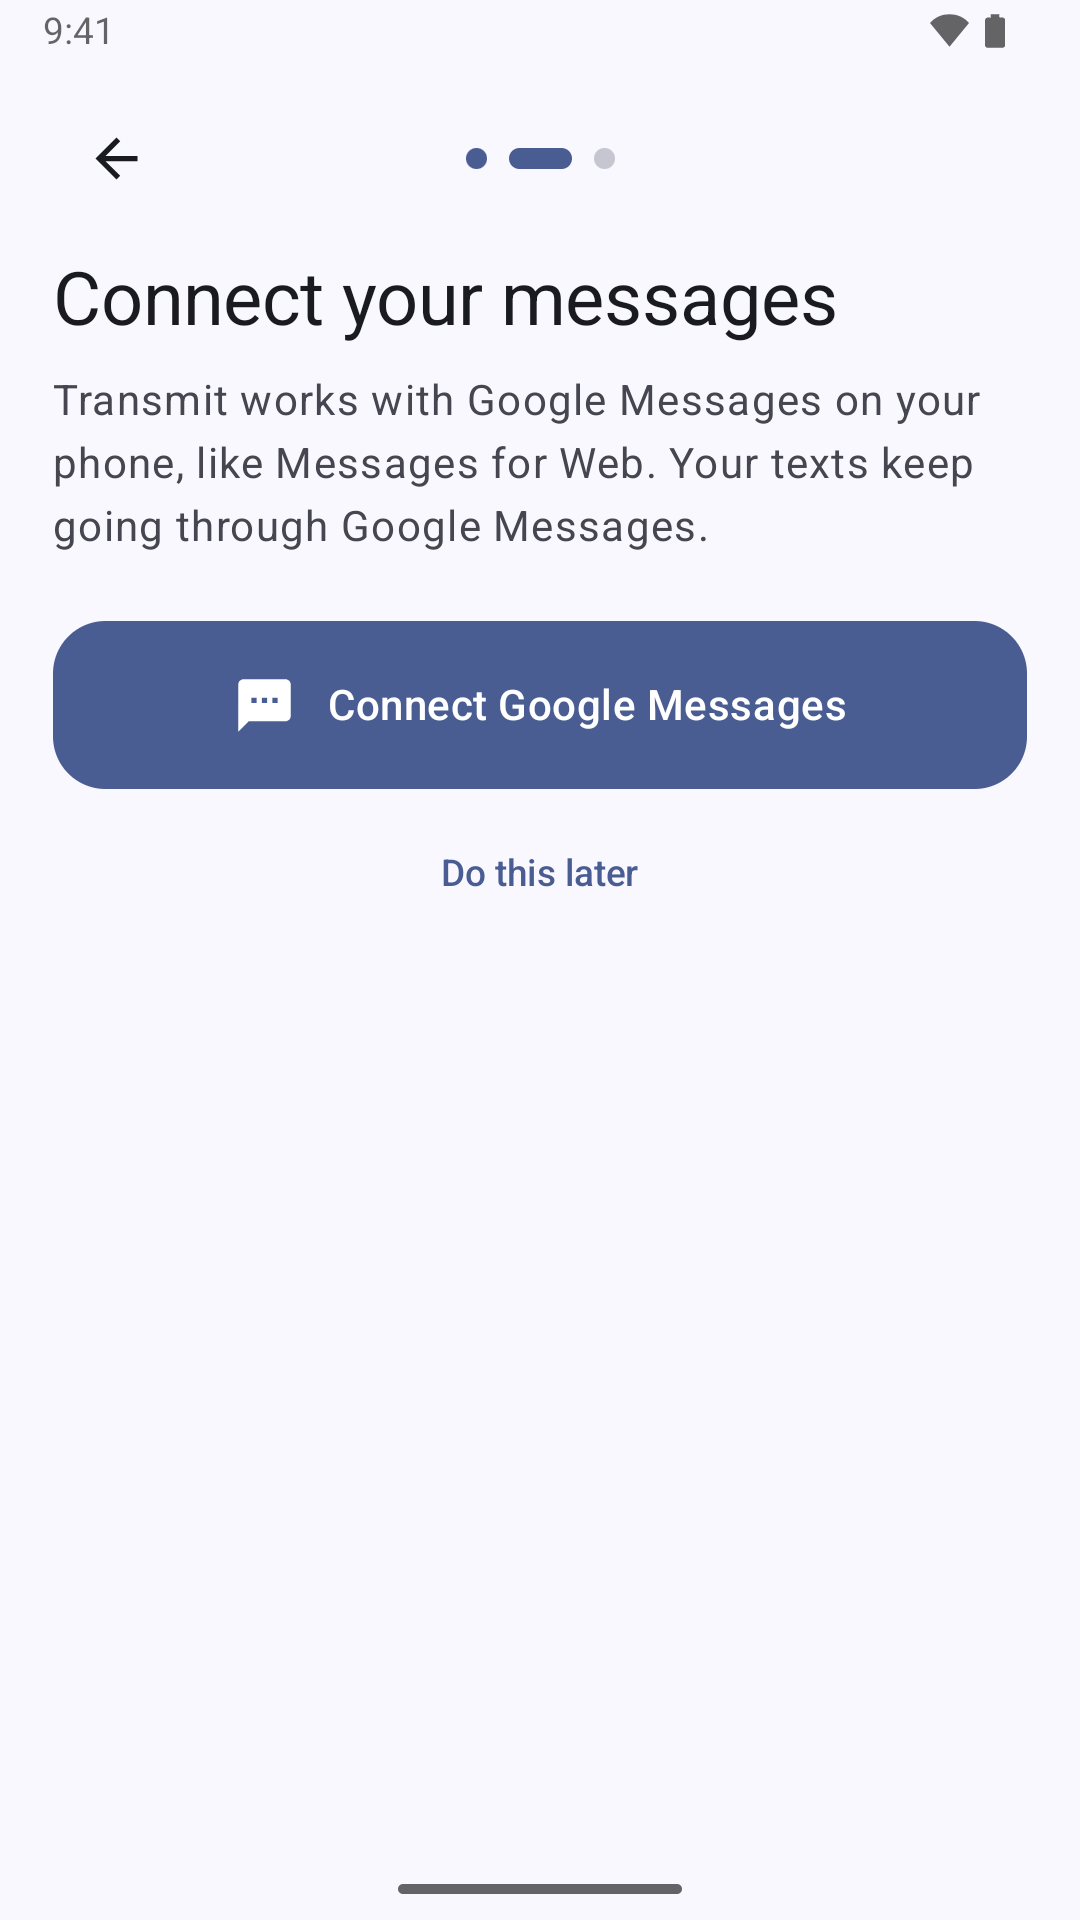 9:41
Connect your messages
Transmit works with Google Messages on your
phone, like Messages for Web. Your texts keep
going through Google Messages.
Connect Google Messages
Do this later